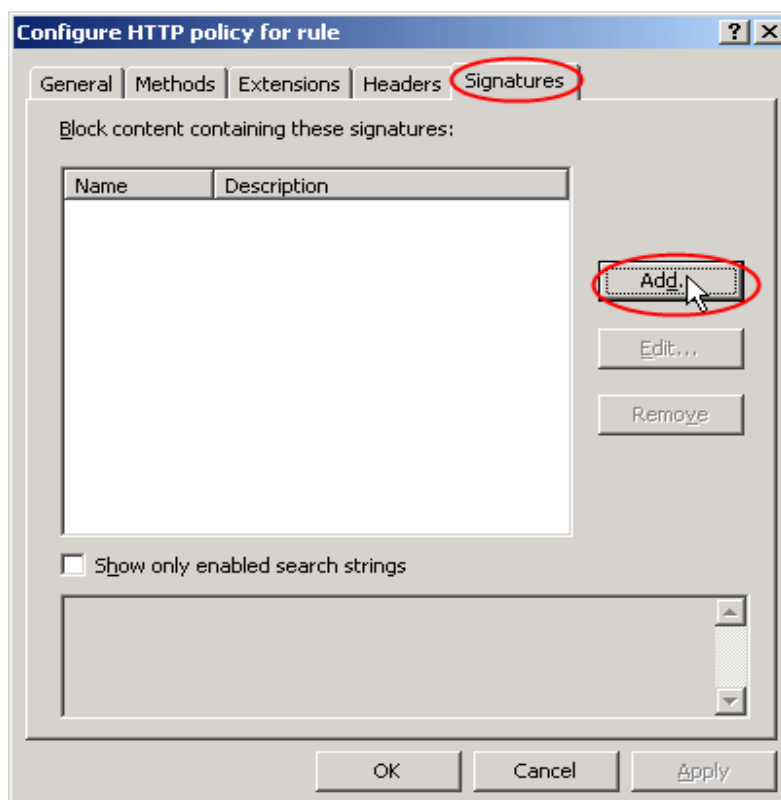 Configure HTTP policy for rule
General Methods Extensions Headers Signatures
Block content containing these signatures:
Name Description
Add.
Edit...
Remove
Show only enabled search strings
OK Cancel Apply